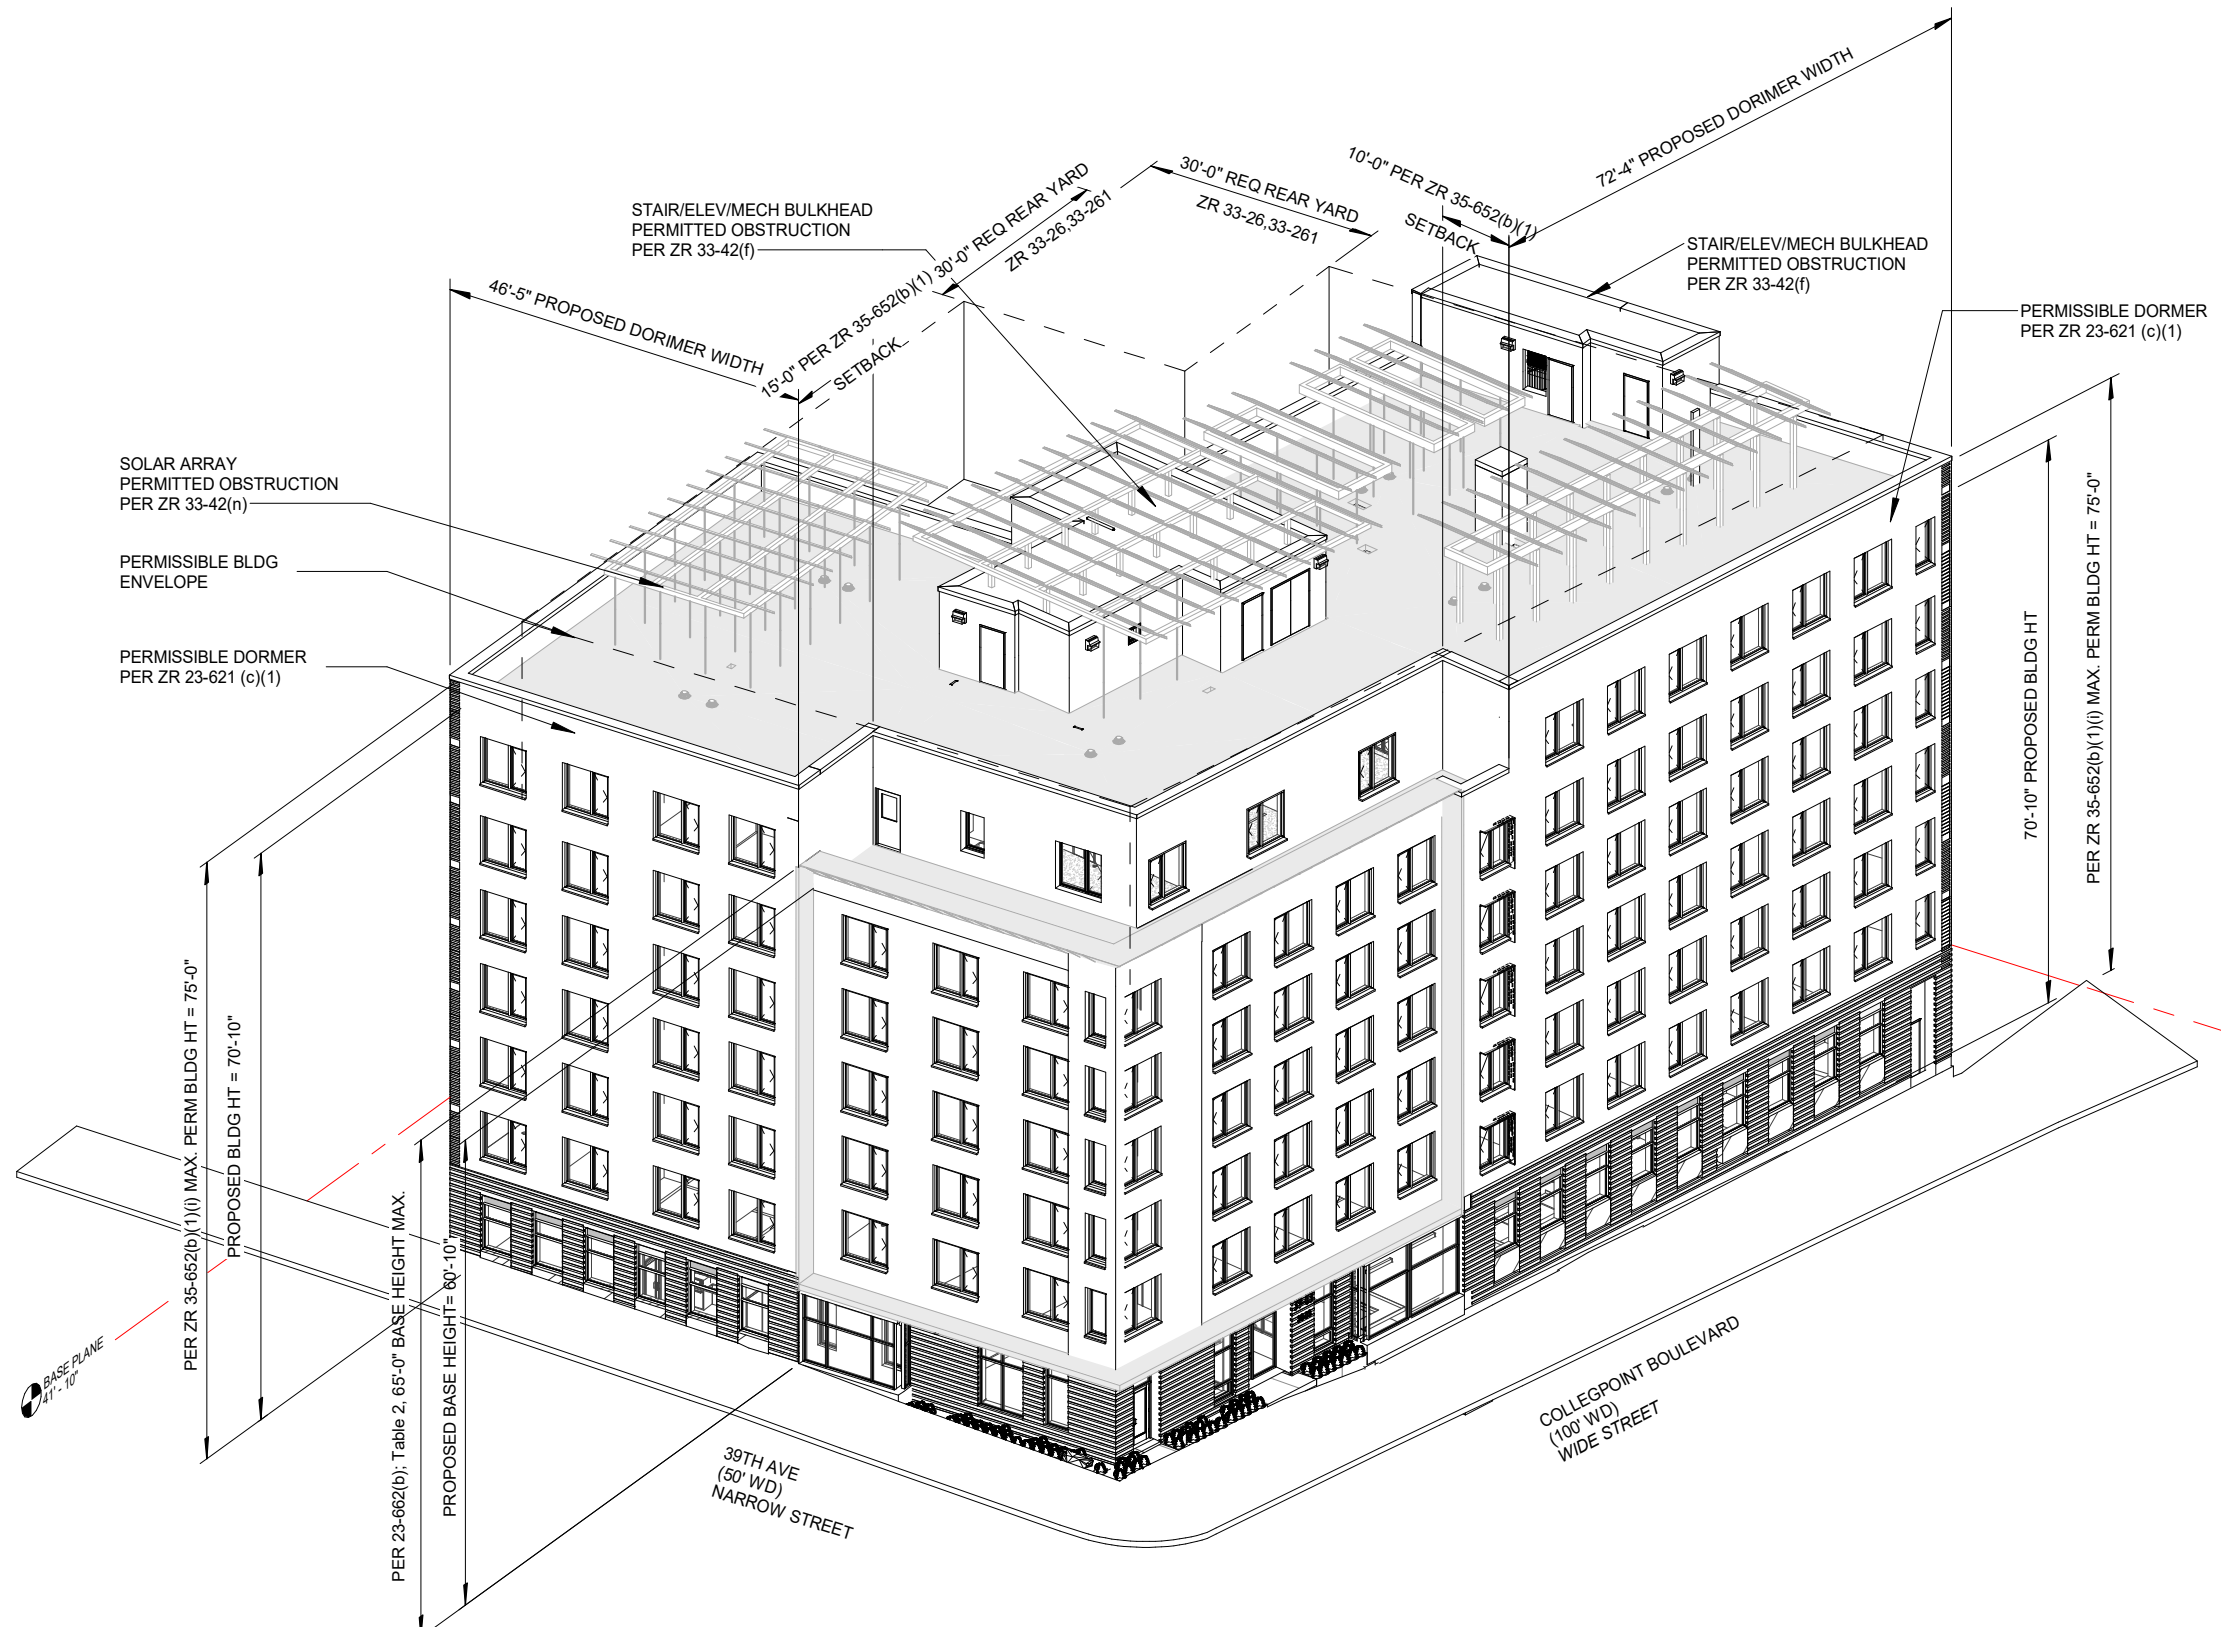 72'-4" PROPOSED DORIMER WIDTH
10'-0" PER ZR 35-652(b)(1)
SETBACK
30'-0" REQ REAR YARD
ZR 33-26,33-261
30'-0" REQ REAR YARD
ZR 33-26,33-261
15'-0" PER ZR 35-652(b)(1)
SETBACK
46'-5" PROPOSED DORIMER WIDTH
STAIR/ELEV/MECH BULKHEAD
PERMITTED OBSTRUCTION
PER ZR 33-42(f)
STAIR/ELEV/MECH BULKHEAD
PERMITTED OBSTRUCTION
PER ZR 33-42(f)
PERMISSIBLE DORMER
PER ZR 23-621 (c)(1)
SOLAR ARRAY
PERMITTED OBSTRUCTION
PER ZR 33-42(n)
PERMISSIBLE BLDG
ENVELOPE
PERMISSIBLE DORMER
PER ZR 23-621 (c)(1)
70'-10" PROPOSED BLDG HT
PER ZR 35-652(b)(1)(i) MAX. PERM BLDG HT = 75'-0"
PER ZR 35-652(b)(1)(i) MAX. PERM BLDG HT = 75'-0"
PROPOSED BLDG HT = 70'-10"
PER 23-662(b); Table 2, 65'-0" BASE HEIGHT MAX.
PROPOSED BASE HEIGHT= 60'-10"
BASE PLANE
41' - 10"
39TH AVE
(50' WD)
NARROW STREET
COLLEGPOINT BOULEVARD
(100' WD)
WIDE STREET